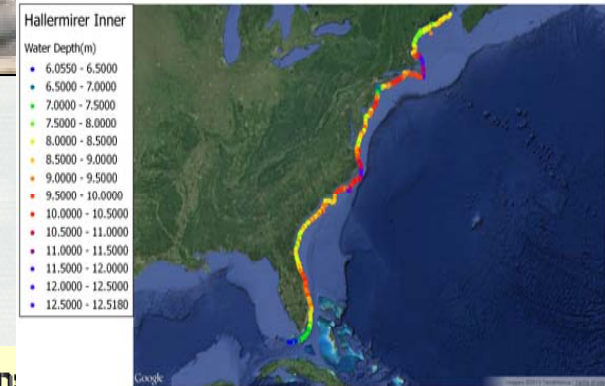 Hallermirer Inner
Water Depth(m)
6.0550 - 6.5000
6.5000 - 7.0000
7.0000 - 7.5000
7.5000 - 8.0000
8.0000 - 8.5000
8.5000 - 9.0000
9.0000 - 9.5000
9.5000 - 10.0000
10.0000 - 10.5000
10.5000 - 11.0000
11.0000 - 11.5000
11.5000 - 12.0000
12.0000 - 12.5000
12.5000 - 12.5180
Google